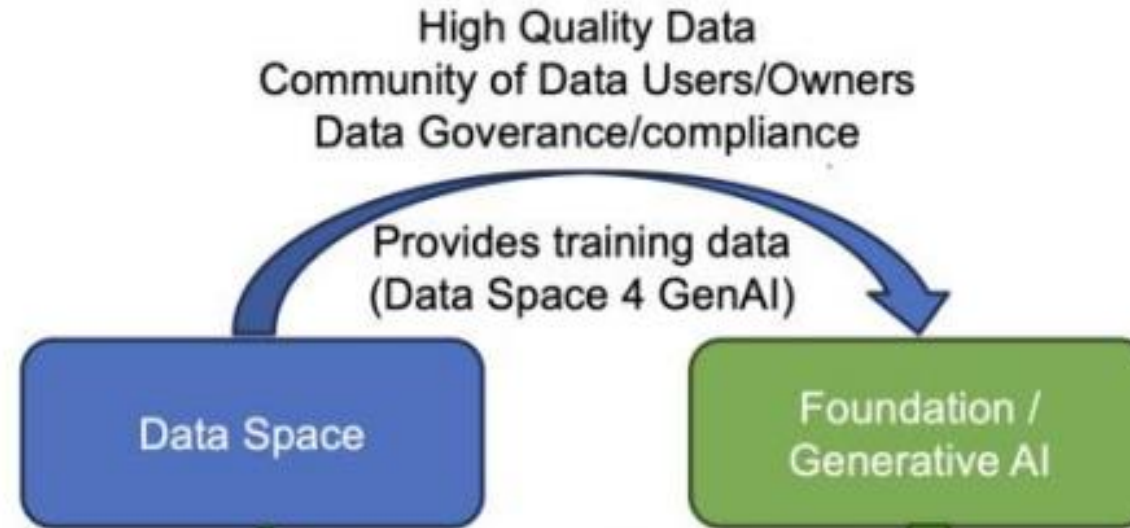 High Quality Data
Community of Data Users/Owners
Data Goverance/compliance
Provides training data
(Data Space 4 GenAI)
Data Space
Foundation /
Generative AI